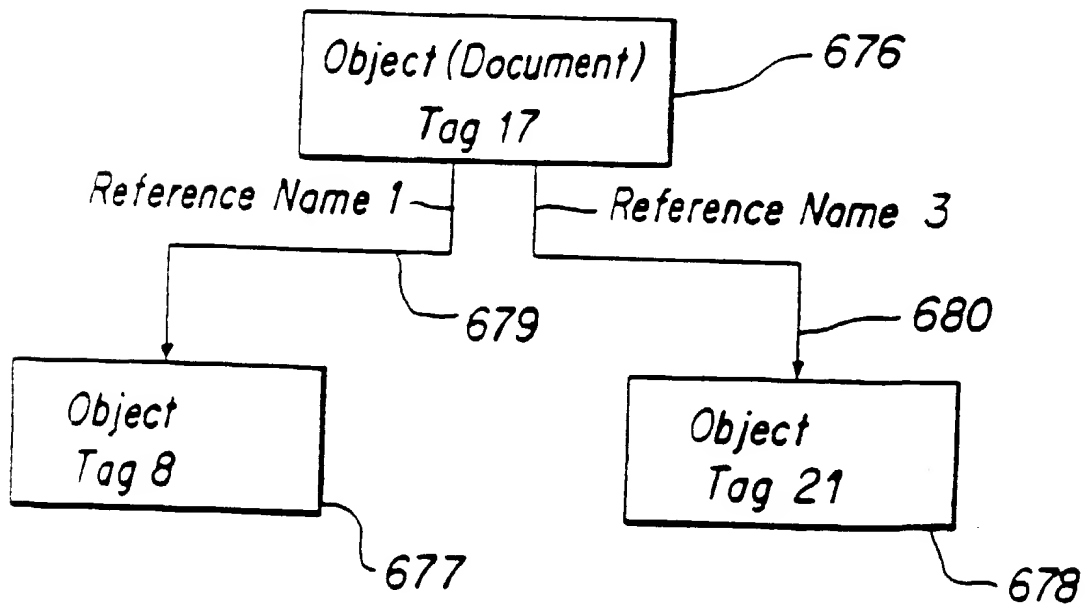 Object (Document)
Tag 17
676
Reference Name 1
Reference Name 3
679
680
Object
Tag 8
Object
Tag 21
677
678